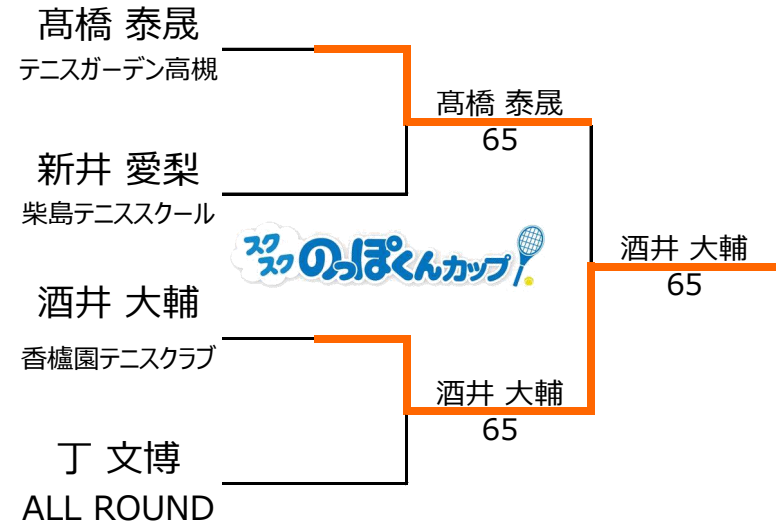 髙橋 泰晟
テニスガーデン高槻
髙橋 泰晟
65
新井 愛梨
柴島テニススクール
スクスク のっぽくんカップ
酒井 大輔
65
酒井 大輔
香櫨園テニスクラブ
酒井 大輔
65
丁 文博
ALL ROUND